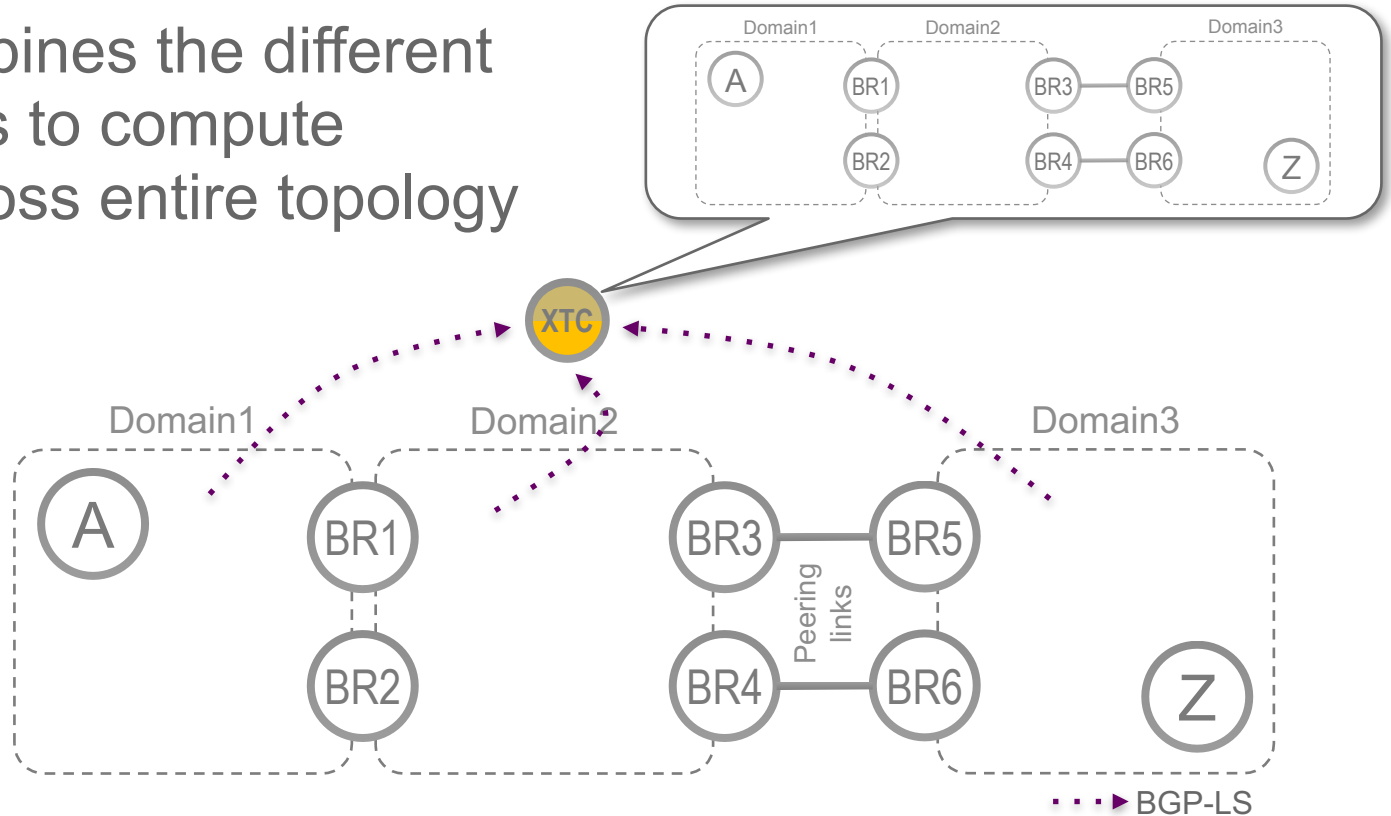 bines the different
s to compute
oss entire topology
Domain1 Domain2 Domain3
A BR1 BR3 BR5
BR2 BR4 BR6 Z
XTC
Domain1 Domain2 Domain3
A BR1 BR3 BR5
Peering
links
BR2 BR4 BR6 Z
BGP-LS